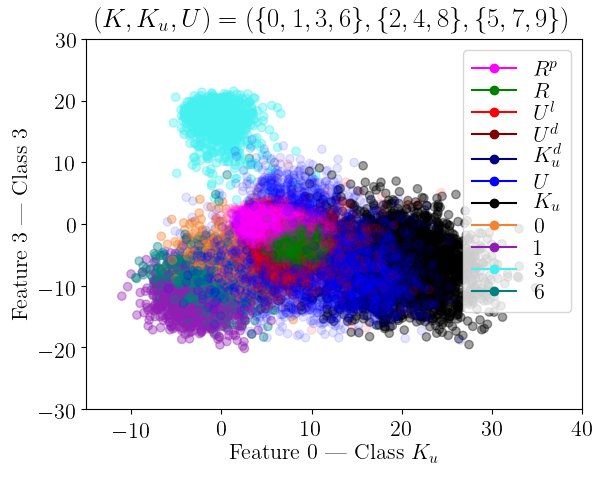 (K, K_u, U) = ({0, 1, 3, 6}, {2, 4, 8}, {5, 7, 9})
30
20
10
0
−10
−20
−30
Feature 3 — Class 3
R^p
R
U^l
U^d
K_u^d
U
K_u
0
1
3
6
−10 0 10 20 30 40
Feature 0 — Class K_u